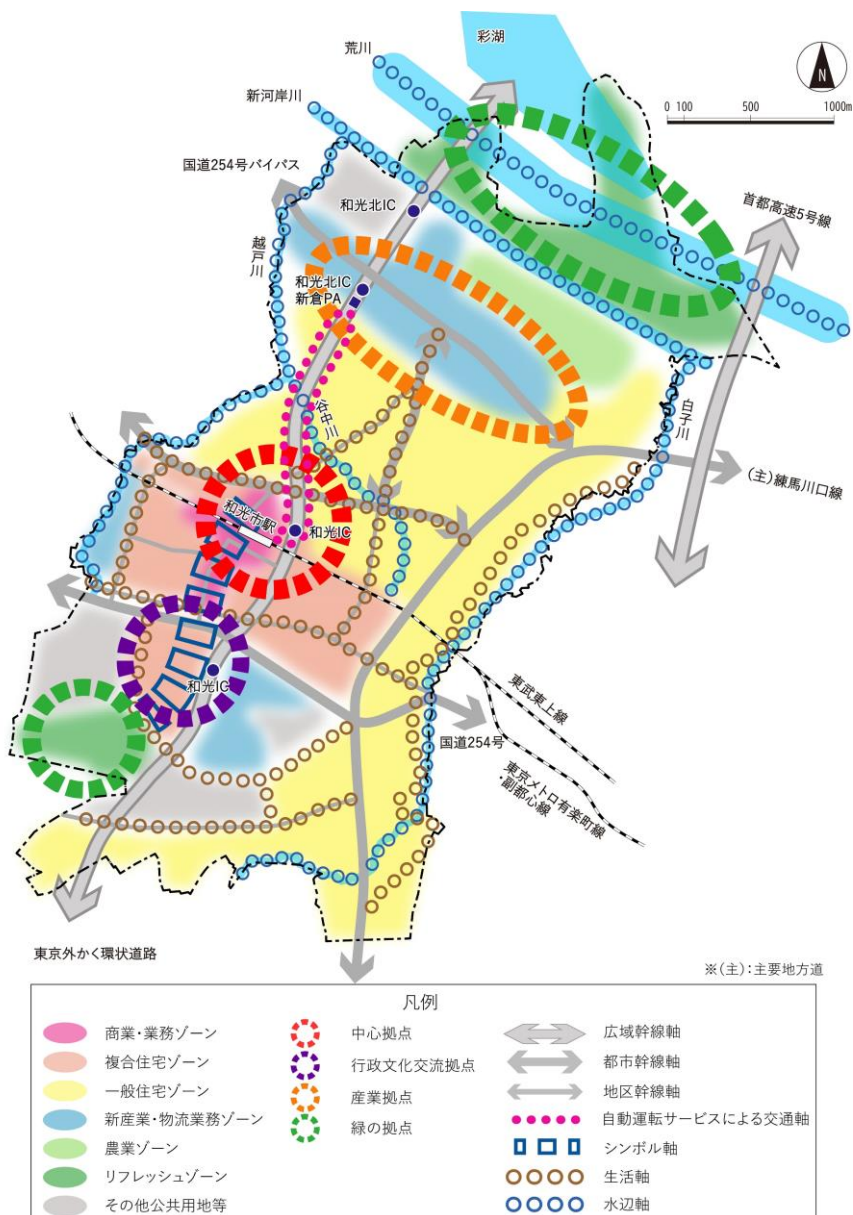 彩湖
荒川
新河岸川
N
0 100 500 1000m
国道254号バイパス
和光北IC
首都高速5号線
越戸川
和光北IC
新倉PA
谷中川
白子川
(主)練馬川口線
和光市駅
和光IC
和光IC
東武東上線
国道254号
東京メトロ有楽町線
・副都心線
東京外かく環状道路
※(主):主要地方道
凡例
商業・業務ゾーン
複合住宅ゾーン
一般住宅ゾーン
新産業・物流業務ゾーン
農業ゾーン
リフレッシュゾーン
その他公共用地等
中心拠点
行政文化交流拠点
産業拠点
緑の拠点
広域幹線軸
都市幹線軸
地区幹線軸
自動運転サービスによる交通軸
シンボル軸
生活軸
水辺軸